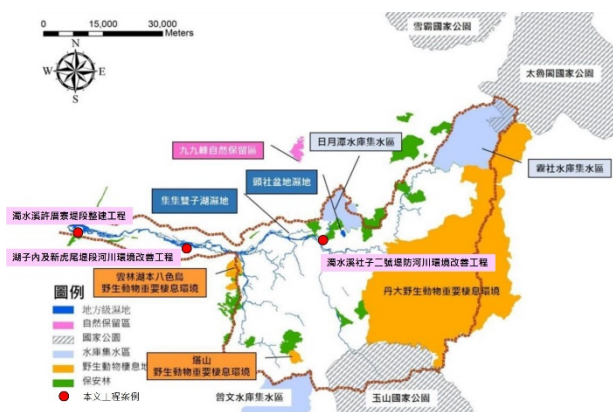 0
15,000
30,000
Meters
N
W
E
S
雪霸國家公園
太魯閣國家公園
日月潭水庫集水區
九九峰自然保留區
霧社水庫集水區
頭社盆地濕地
集集雙子湖濕地
濁水溪許厝寮堤段整建工程
湖子內及新虎尾堤段河川環境改善工程
濁水溪社子二號堤防河川環境改善工程
雲林湖本八色鳥
野生動物重要棲息環境
丹大野生動物重要棲息環境
圖例
地方級濕地
自然保留區
國家公園
水庫集水區
野生動物棲息地
保安林
本文工程案例
塔山
野生動物重要棲息環境
曾文水庫集水區
玉山國家公園